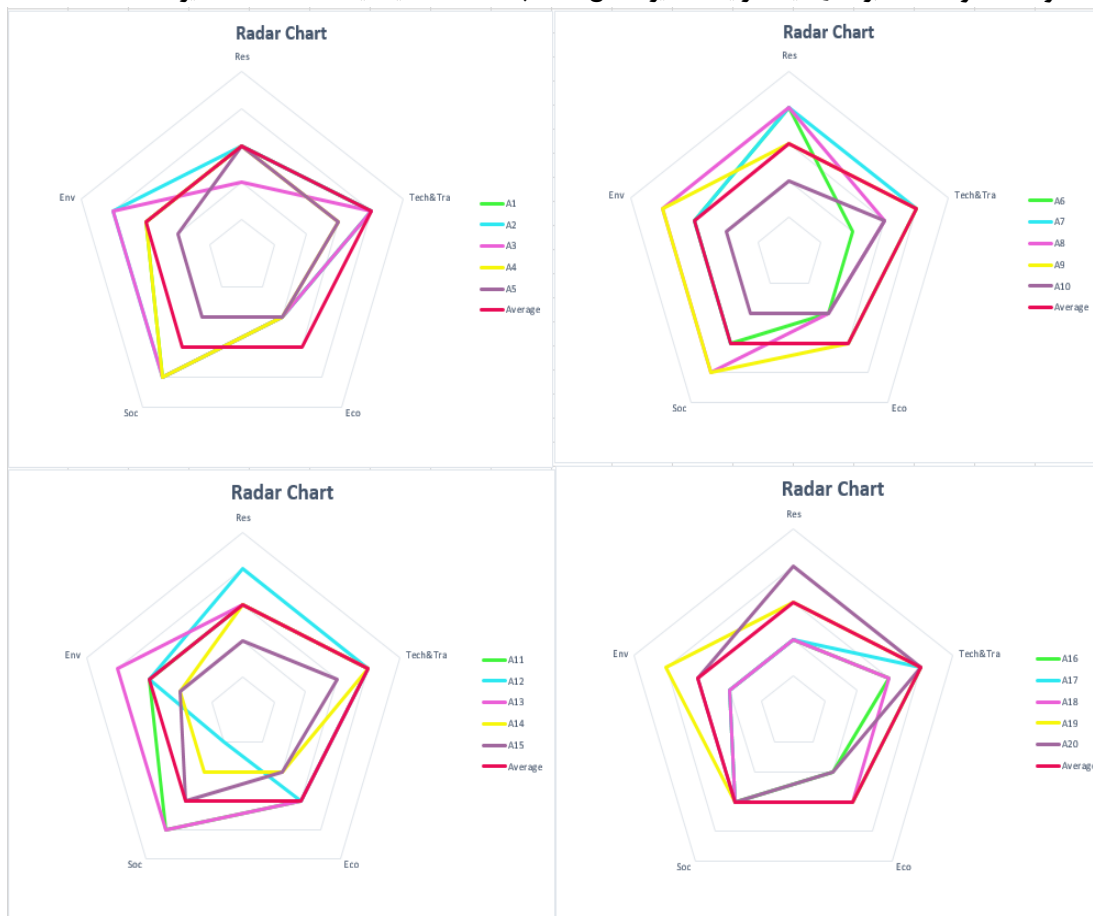 Radar Chart
Res
Tech&Tra
Eco
Soc
Env
A1
A2
A3
A4
A5
Average
Radar Chart
Res
Tech&Tra
Eco
Soc
Env
A6
A7
A8
A9
A10
Average
Radar Chart
Res
Tech&Tra
Eco
Soc
Env
A11
A12
A13
A14
A15
Average
Radar Chart
Res
Tech&Tra
Eco
Soc
Env
A16
A17
A18
A19
A20
Average